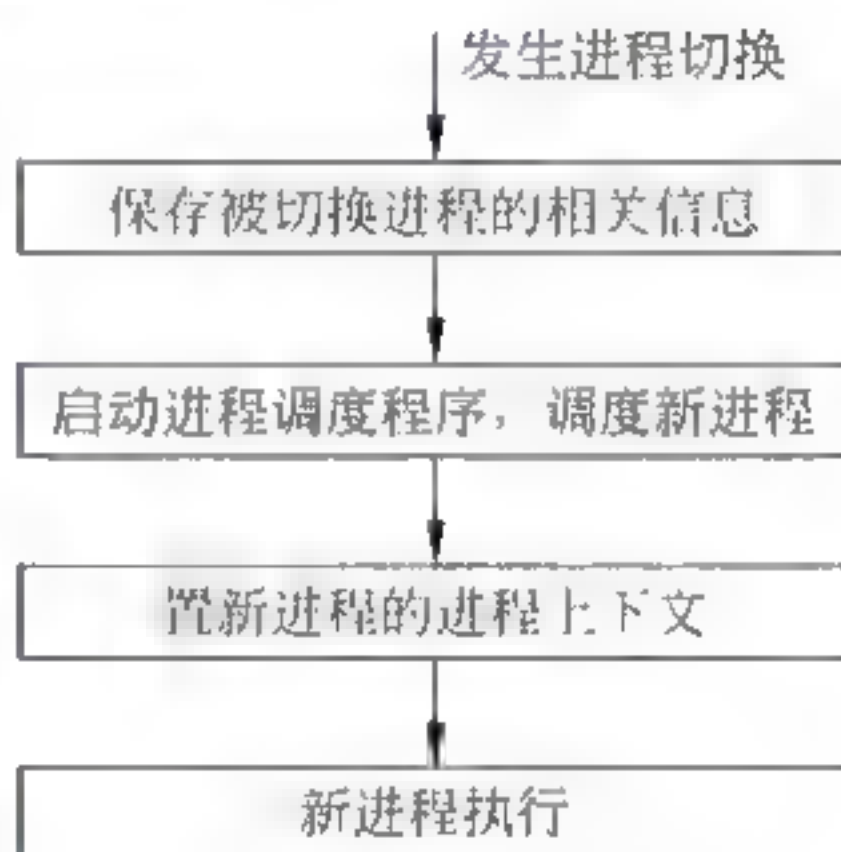 发生进程切换
保存被切换进程的相关信息
启动进程调度程序，调度新进程
置新进程的进程上下文
新进程执行